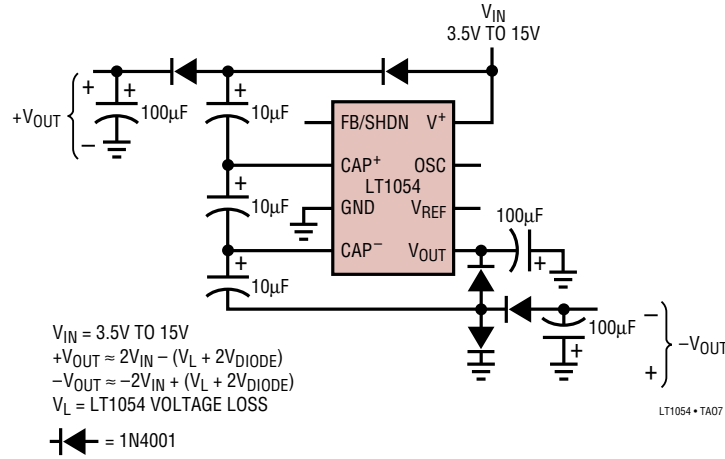 V_IN
3.5V TO 15V
+V_OUT
+
−
+
100µF
+
10µF
FB/SHDN
V⁺
CAP⁺
OSC
LT1054
+
10µF
GND
V_REF
100µF
CAP⁻
V_OUT
+
+
10µF
100µF
+
−
+
−V_OUT
V_IN = 3.5V TO 15V
+V_OUT ≈ 2V_IN − (V_L + 2V_DIODE)
−V_OUT ≈ −2V_IN + (V_L + 2V_DIODE)
V_L = LT1054 VOLTAGE LOSS
= 1N4001
LT1054 • TA07